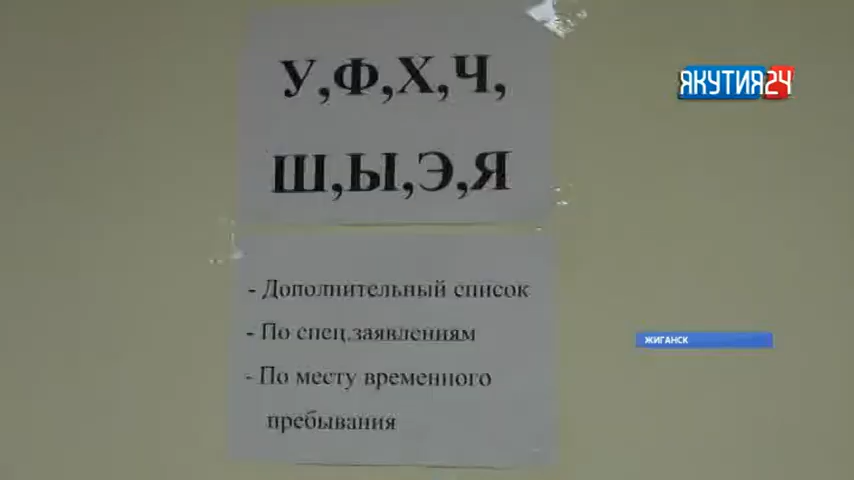 У,Ф,Х,Ч,
Ш,Ы,Э,Я
ЯКУТИЯ24
- Дополнительный список
- По спец.заявлениям
- По месту временного
пребывания
ЖИГАНСК